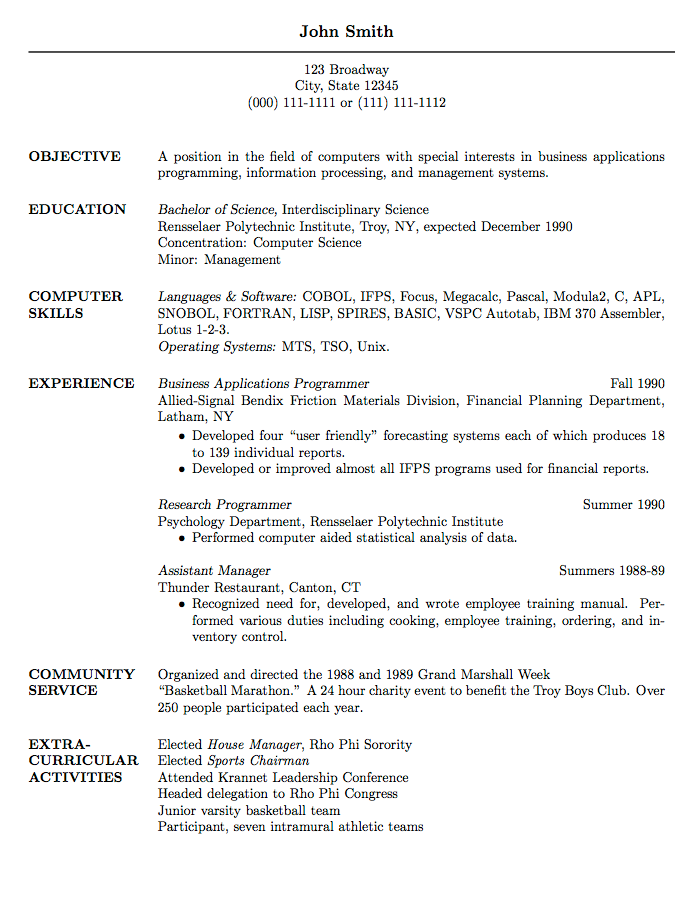 John Smith
123 Broadway
City, State 12345
(000) 111-1111 or (111) 111-1112
OBJECTIVE
A position in the field of computers with special interests in business applications
programming, information processing, and management systems.
EDUCATION
Bachelor of Science, Interdisciplinary Science
Rensselaer Polytechnic Institute, Troy, NY, expected December 1990
Concentration: Computer Science
Minor: Management
COMPUTER
SKILLS
Languages & Software: COBOL, IFPS, Focus, Megacalc, Pascal, Modula2, C, APL,
SNOBOL, FORTRAN, LISP, SPIRES, BASIC, VSPC Autotab, IBM 370 Assembler,
Lotus 1-2-3.
Operating Systems: MTS, TSO, Unix.
EXPERIENCE
Business Applications Programmer Fall 1990
Allied-Signal Bendix Friction Materials Division, Financial Planning Department,
Latham, NY
• Developed four “user friendly” forecasting systems each of which produces 18
to 139 individual reports.
• Developed or improved almost all IFPS programs used for financial reports.
Research Programmer Summer 1990
Psychology Department, Rensselaer Polytechnic Institute
• Performed computer aided statistical analysis of data.
Assistant Manager Summers 1988-89
Thunder Restaurant, Canton, CT
• Recognized need for, developed, and wrote employee training manual. Per-
formed various duties including cooking, employee training, ordering, and in-
ventory control.
COMMUNITY
SERVICE
Organized and directed the 1988 and 1989 Grand Marshall Week
“Basketball Marathon.” A 24 hour charity event to benefit the Troy Boys Club. Over
250 people participated each year.
EXTRA-
CURRICULAR
ACTIVITIES
Elected House Manager, Rho Phi Sorority
Elected Sports Chairman
Attended Krannet Leadership Conference
Headed delegation to Rho Phi Congress
Junior varsity basketball team
Participant, seven intramural athletic teams